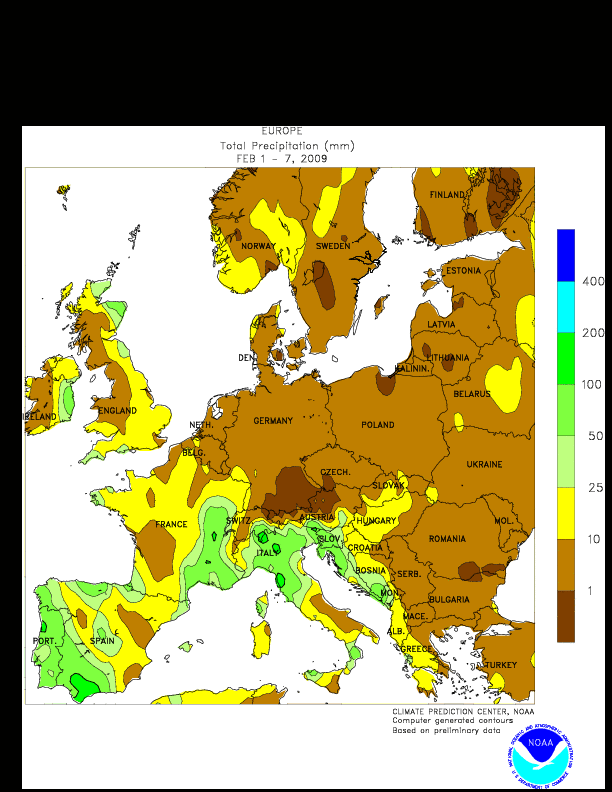 EUROPE
Total Precipitation (mm)
FEB 1 - 7, 2009
FINLAND
NORWAY
SWEDEN
ESTONIA
LATVIA
LITHUANIA
KALININ.
DEN.
BELARUS
IRELAND
ENGLAND
NETH.
GERMANY
POLAND
BELG.
CZECH.
UKRAINE
SLOVAK.
FRANCE
SWITZ.
AUSTRIA
HUNGARY
MOL.
ITALY
SLOV.
CROATIA
ROMANIA
BOSNIA
SERB.
MON.
BULGARIA
MACE.
PORT.
SPAIN
ALB.
GREECE
TURKEY
400
200
100
50
25
10
1
CLIMATE PREDICTION CENTER, NOAA
Computer generated contours
Based on preliminary data
NATIONAL OCEANIC AND ATMOSPHERIC ADMINISTRATION
NOAA
U.S. DEPARTMENT OF COMMERCE